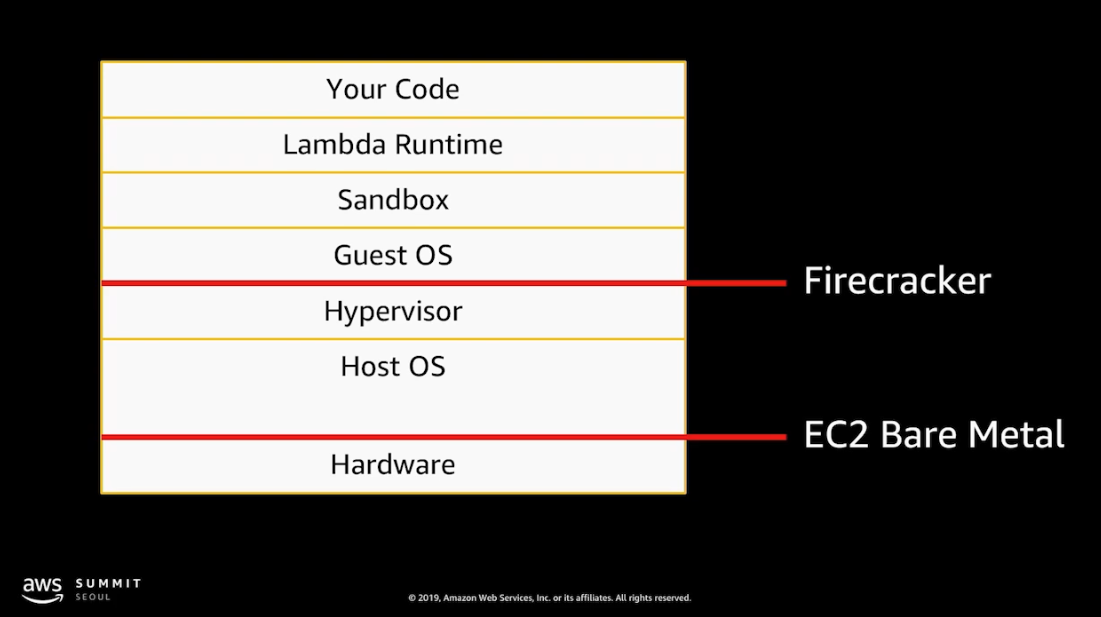 Your Code
Lambda Runtime
Sandbox
Guest OS
Firecracker
Hypervisor
Host OS
EC2 Bare Metal
Hardware
aws SUMMIT
SEOUL
© 2019, Amazon Web Services, Inc. or its affiliates. All rights reserved.